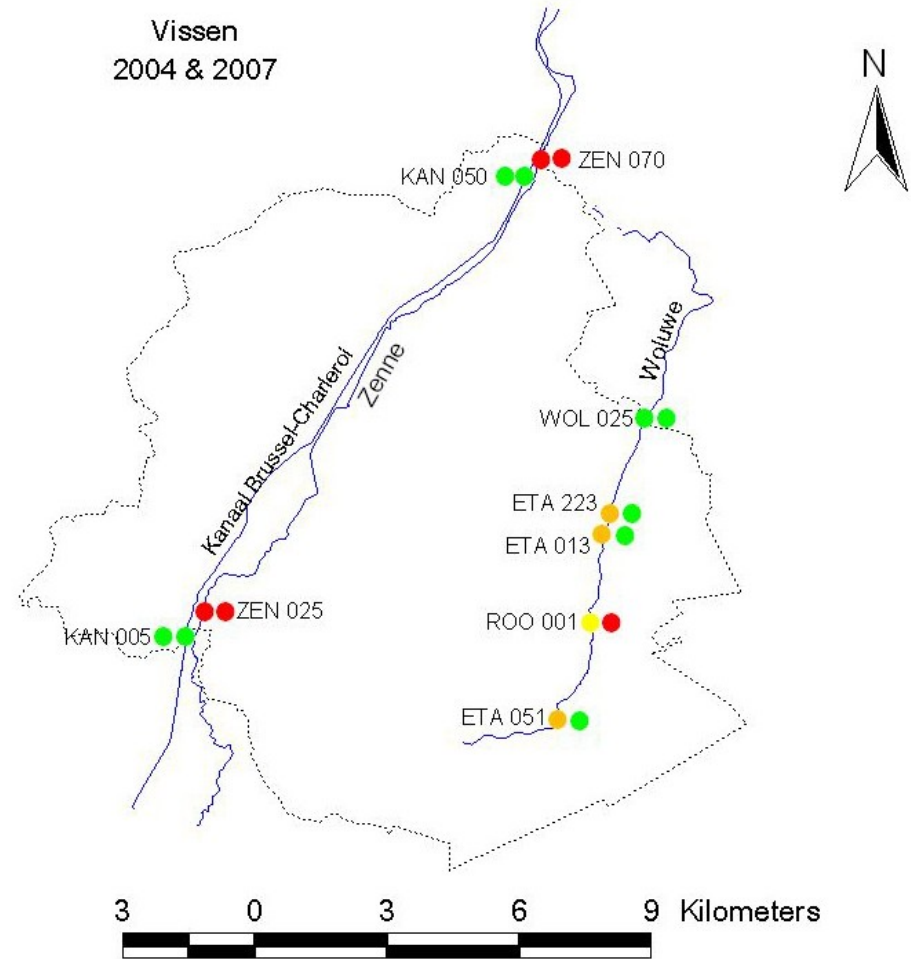 Vissen
2004 & 2007
N
KAN 050
ZEN 070
Woluwe
Kanaal Brussel-Charleroi
Zenne
WOL 025
ETA 223
ETA 013
ZEN 025
ROO 001
KAN 005
ETA 051
3 0 3 6 9 Kilometers